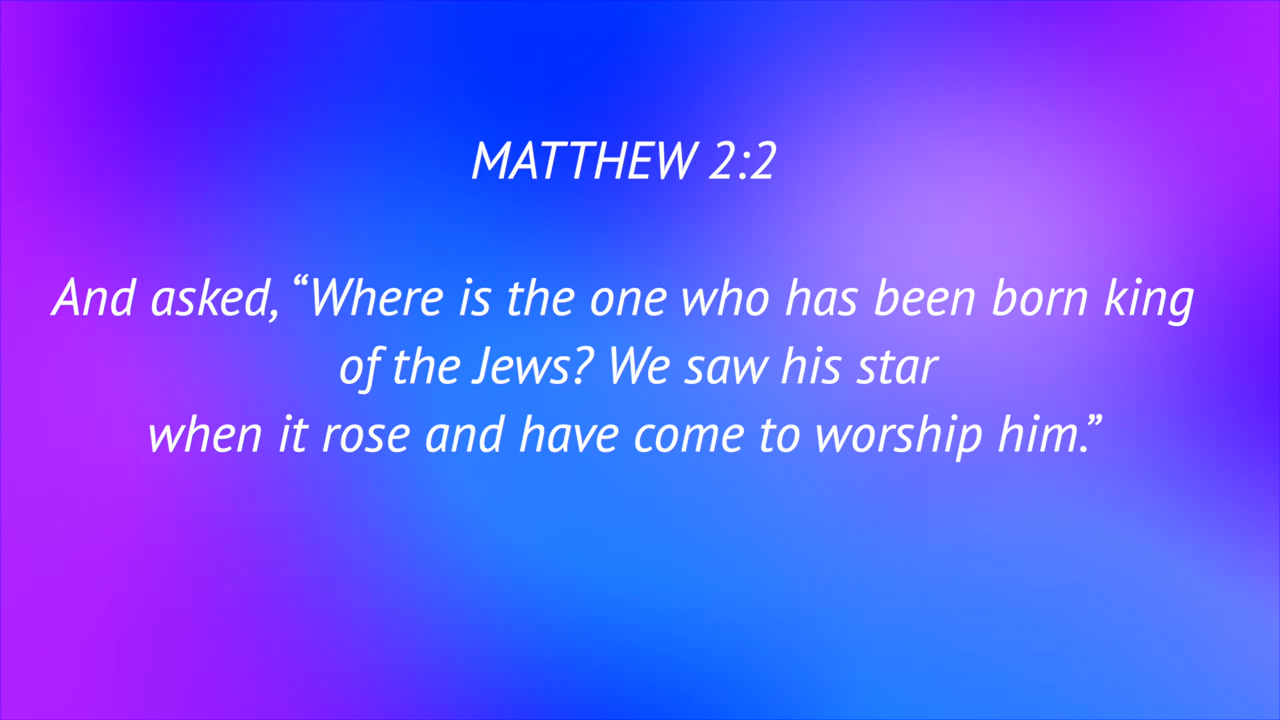 MATTHEW 2:2
And asked, “Where is the one who has been born king
of the Jews? We saw his star
when it rose and have come to worship him.”